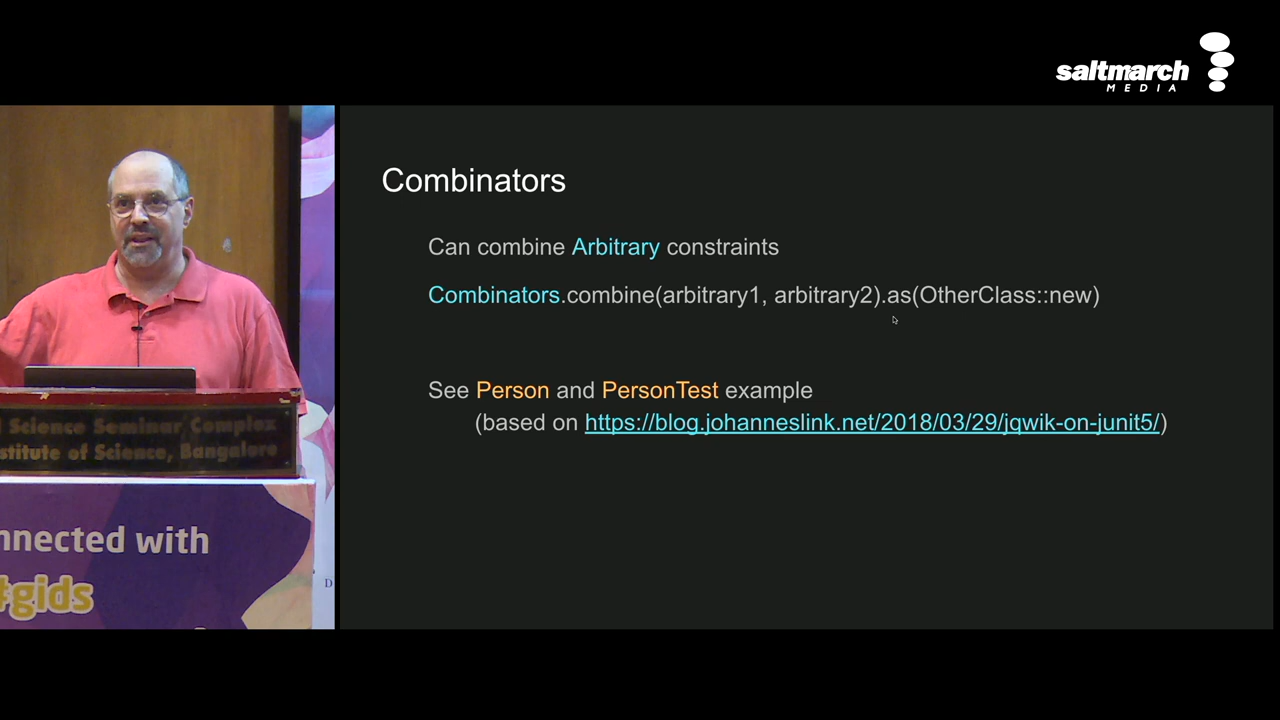 saltmarch
MEDIA
Combinators
Can combine Arbitrary constraints
Combinators.combine(arbitrary1, arbitrary2).as(OtherClass::new)
See Person and PersonTest example
(based on https://blog.johanneslink.net/2018/03/29/jqwik-on-junit5/)
Science Seminar Complex
stitute of Science, Bangalore
nnected with
#gids
D